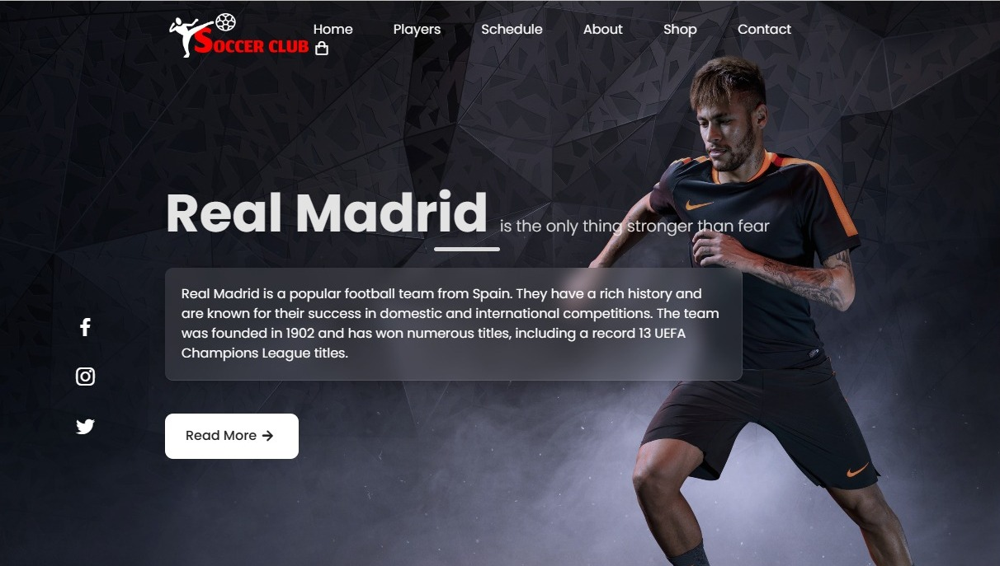 SOCCER CLUB
Home Players Schedule About Shop Contact
Real Madrid is the only thing stronger than fear
Real Madrid is a popular football team from Spain. They have a rich history and
are known for their success in domestic and international competitions. The team
was founded in 1902 and has won numerous titles, including a record 13 UEFA
Champions League titles.
Read More